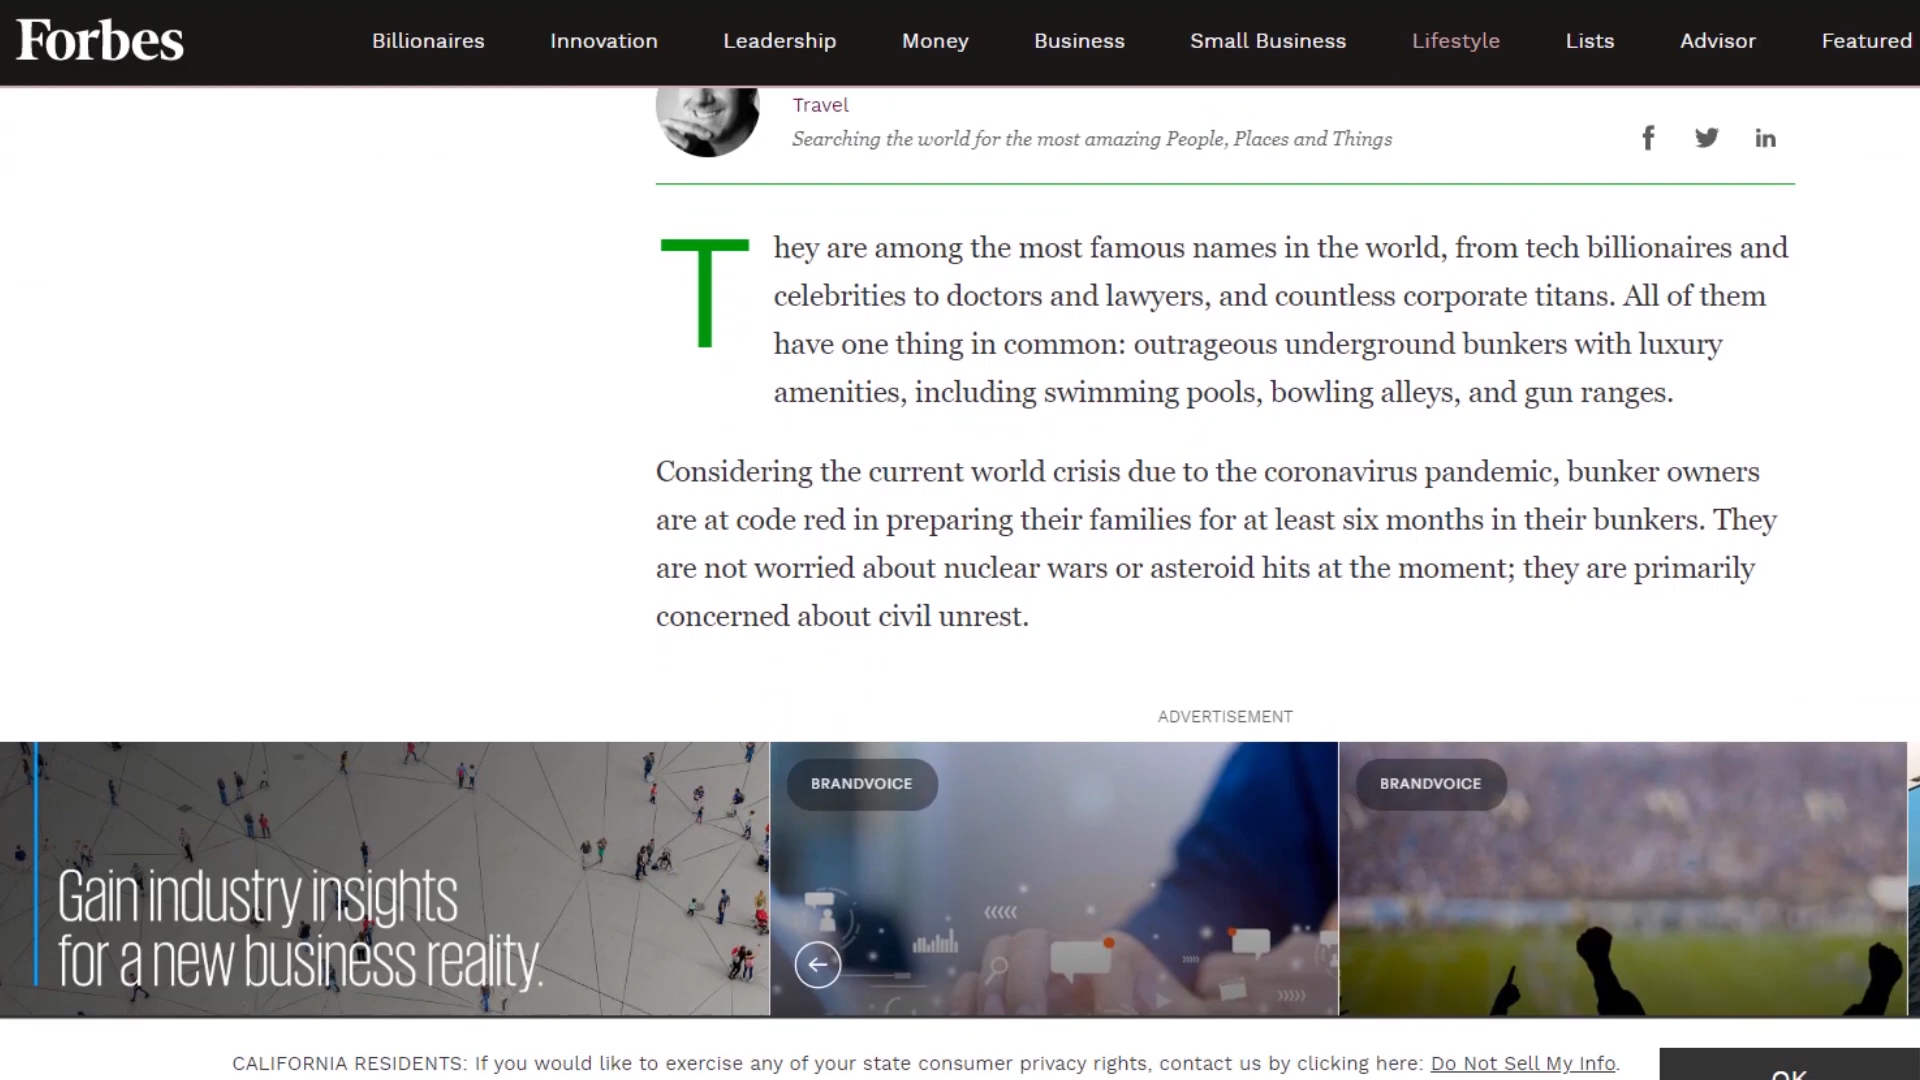 Forbes
Billionaires Innovation Leadership Money Business Small Business Lifestyle Lists Advisor Featured
Travel
Searching the world for the most amazing People, Places and Things
They are among the most famous names in the world, from tech billionaires and
celebrities to doctors and lawyers, and countless corporate titans. All of them
have one thing in common: outrageous underground bunkers with luxury
amenities, including swimming pools, bowling alleys, and gun ranges.
Considering the current world crisis due to the coronavirus pandemic, bunker owners
are at code red in preparing their families for at least six months in their bunkers. They
are not worried about nuclear wars or asteroid hits at the moment; they are primarily
concerned about civil unrest.
ADVERTISEMENT
BRANDVOICE
BRANDVOICE
Gain industry insights
for a new business reality.
CALIFORNIA RESIDENTS: If you would like to exercise any of your state consumer privacy rights, contact us by clicking here: Do Not Sell My Info.
OK